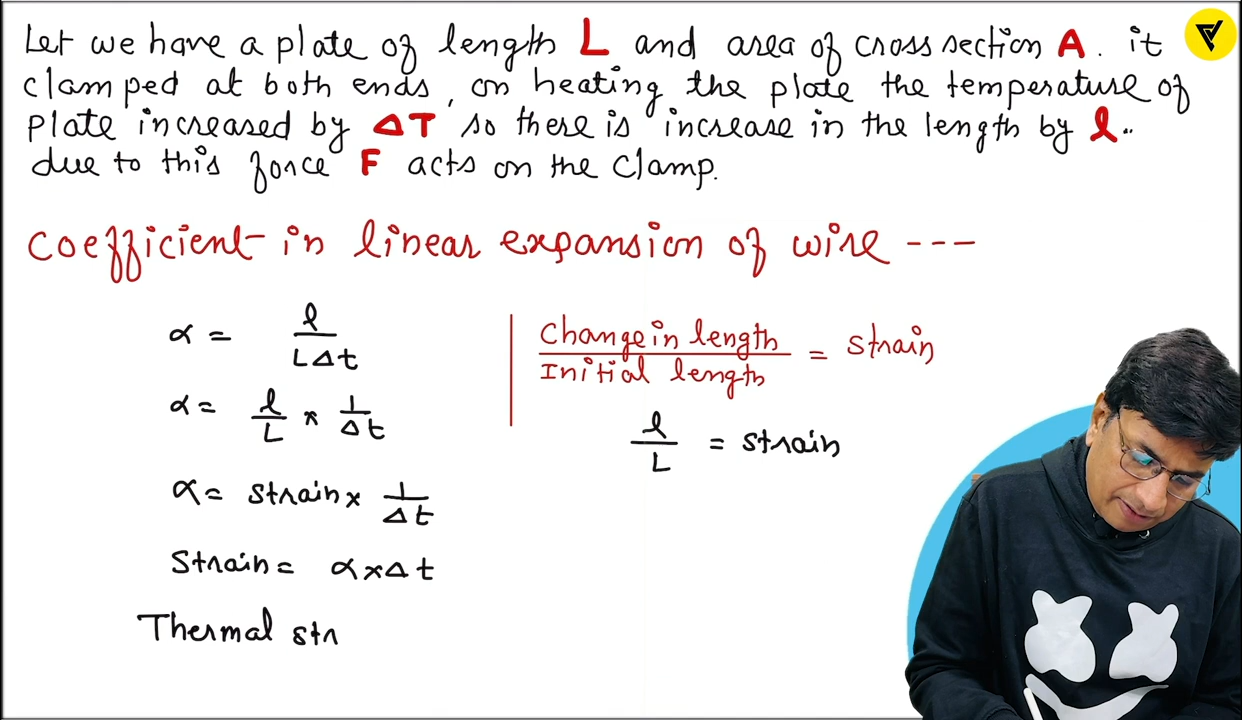 Let we have a plate of length L and area of cross section A. it
clamped at both ends, on heating the plate the temperature of
plate increased by ΔT so there is increase in the length by l..
due to this force F acts on the clamp.
Coefficient in linear expansion of wire ---
α = l / LΔt
α = l/L × 1/Δt
α = strain × 1/Δt
Strain = α×Δt
Thermal str
Change in length / Initial length = strain
l/L = strain